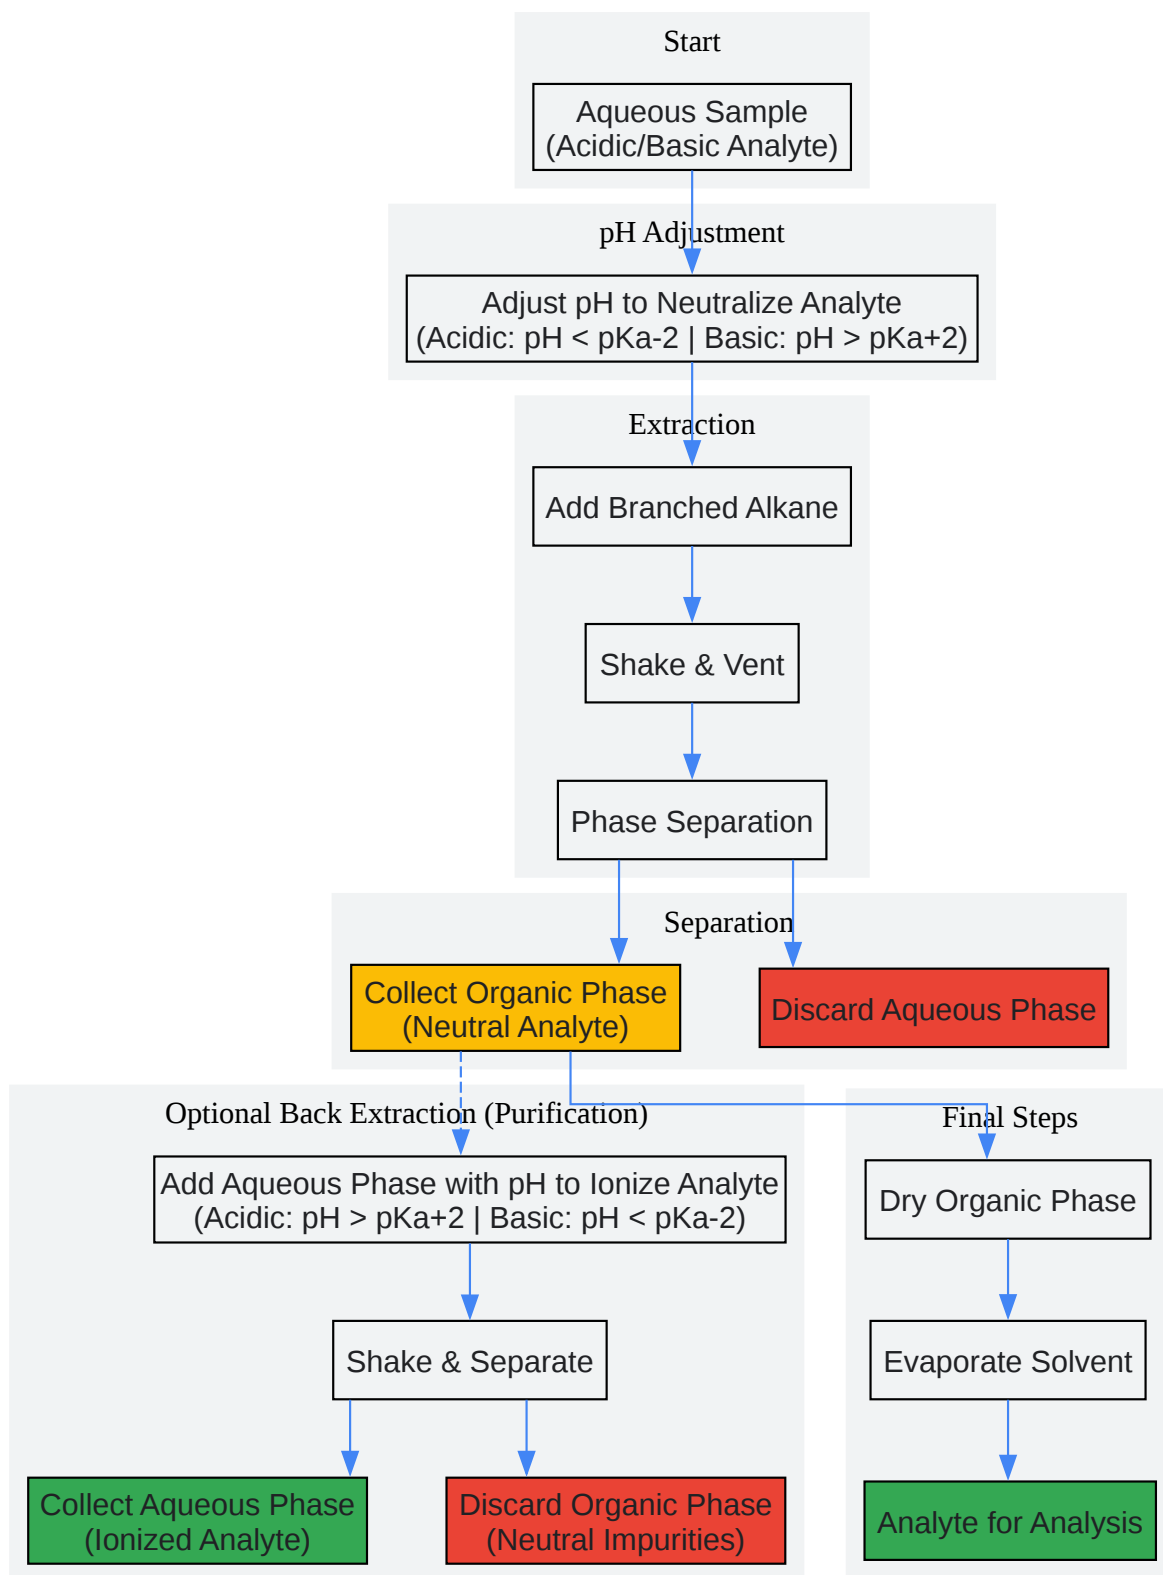 Start
Aqueous Sample
(Acidic/Basic Analyte)
pH Adjustment
Adjust pH to Neutralize Analyte
(Acidic: pH < pKa-2 | Basic: pH > pKa+2)
Extraction
Add Branched Alkane
Shake & Vent
Phase Separation
Separation
Collect Organic Phase
(Neutral Analyte)
Discard Aqueous Phase
Optional Back Extraction (Purification)
Add Aqueous Phase with pH to Ionize Analyte
(Acidic: pH > pKa+2 | Basic: pH < pKa-2)
Shake & Separate
Collect Aqueous Phase
(Ionized Analyte)
Discard Organic Phase
(Neutral Impurities)
Final Steps
Dry Organic Phase
Evaporate Solvent
Analyte for Analysis